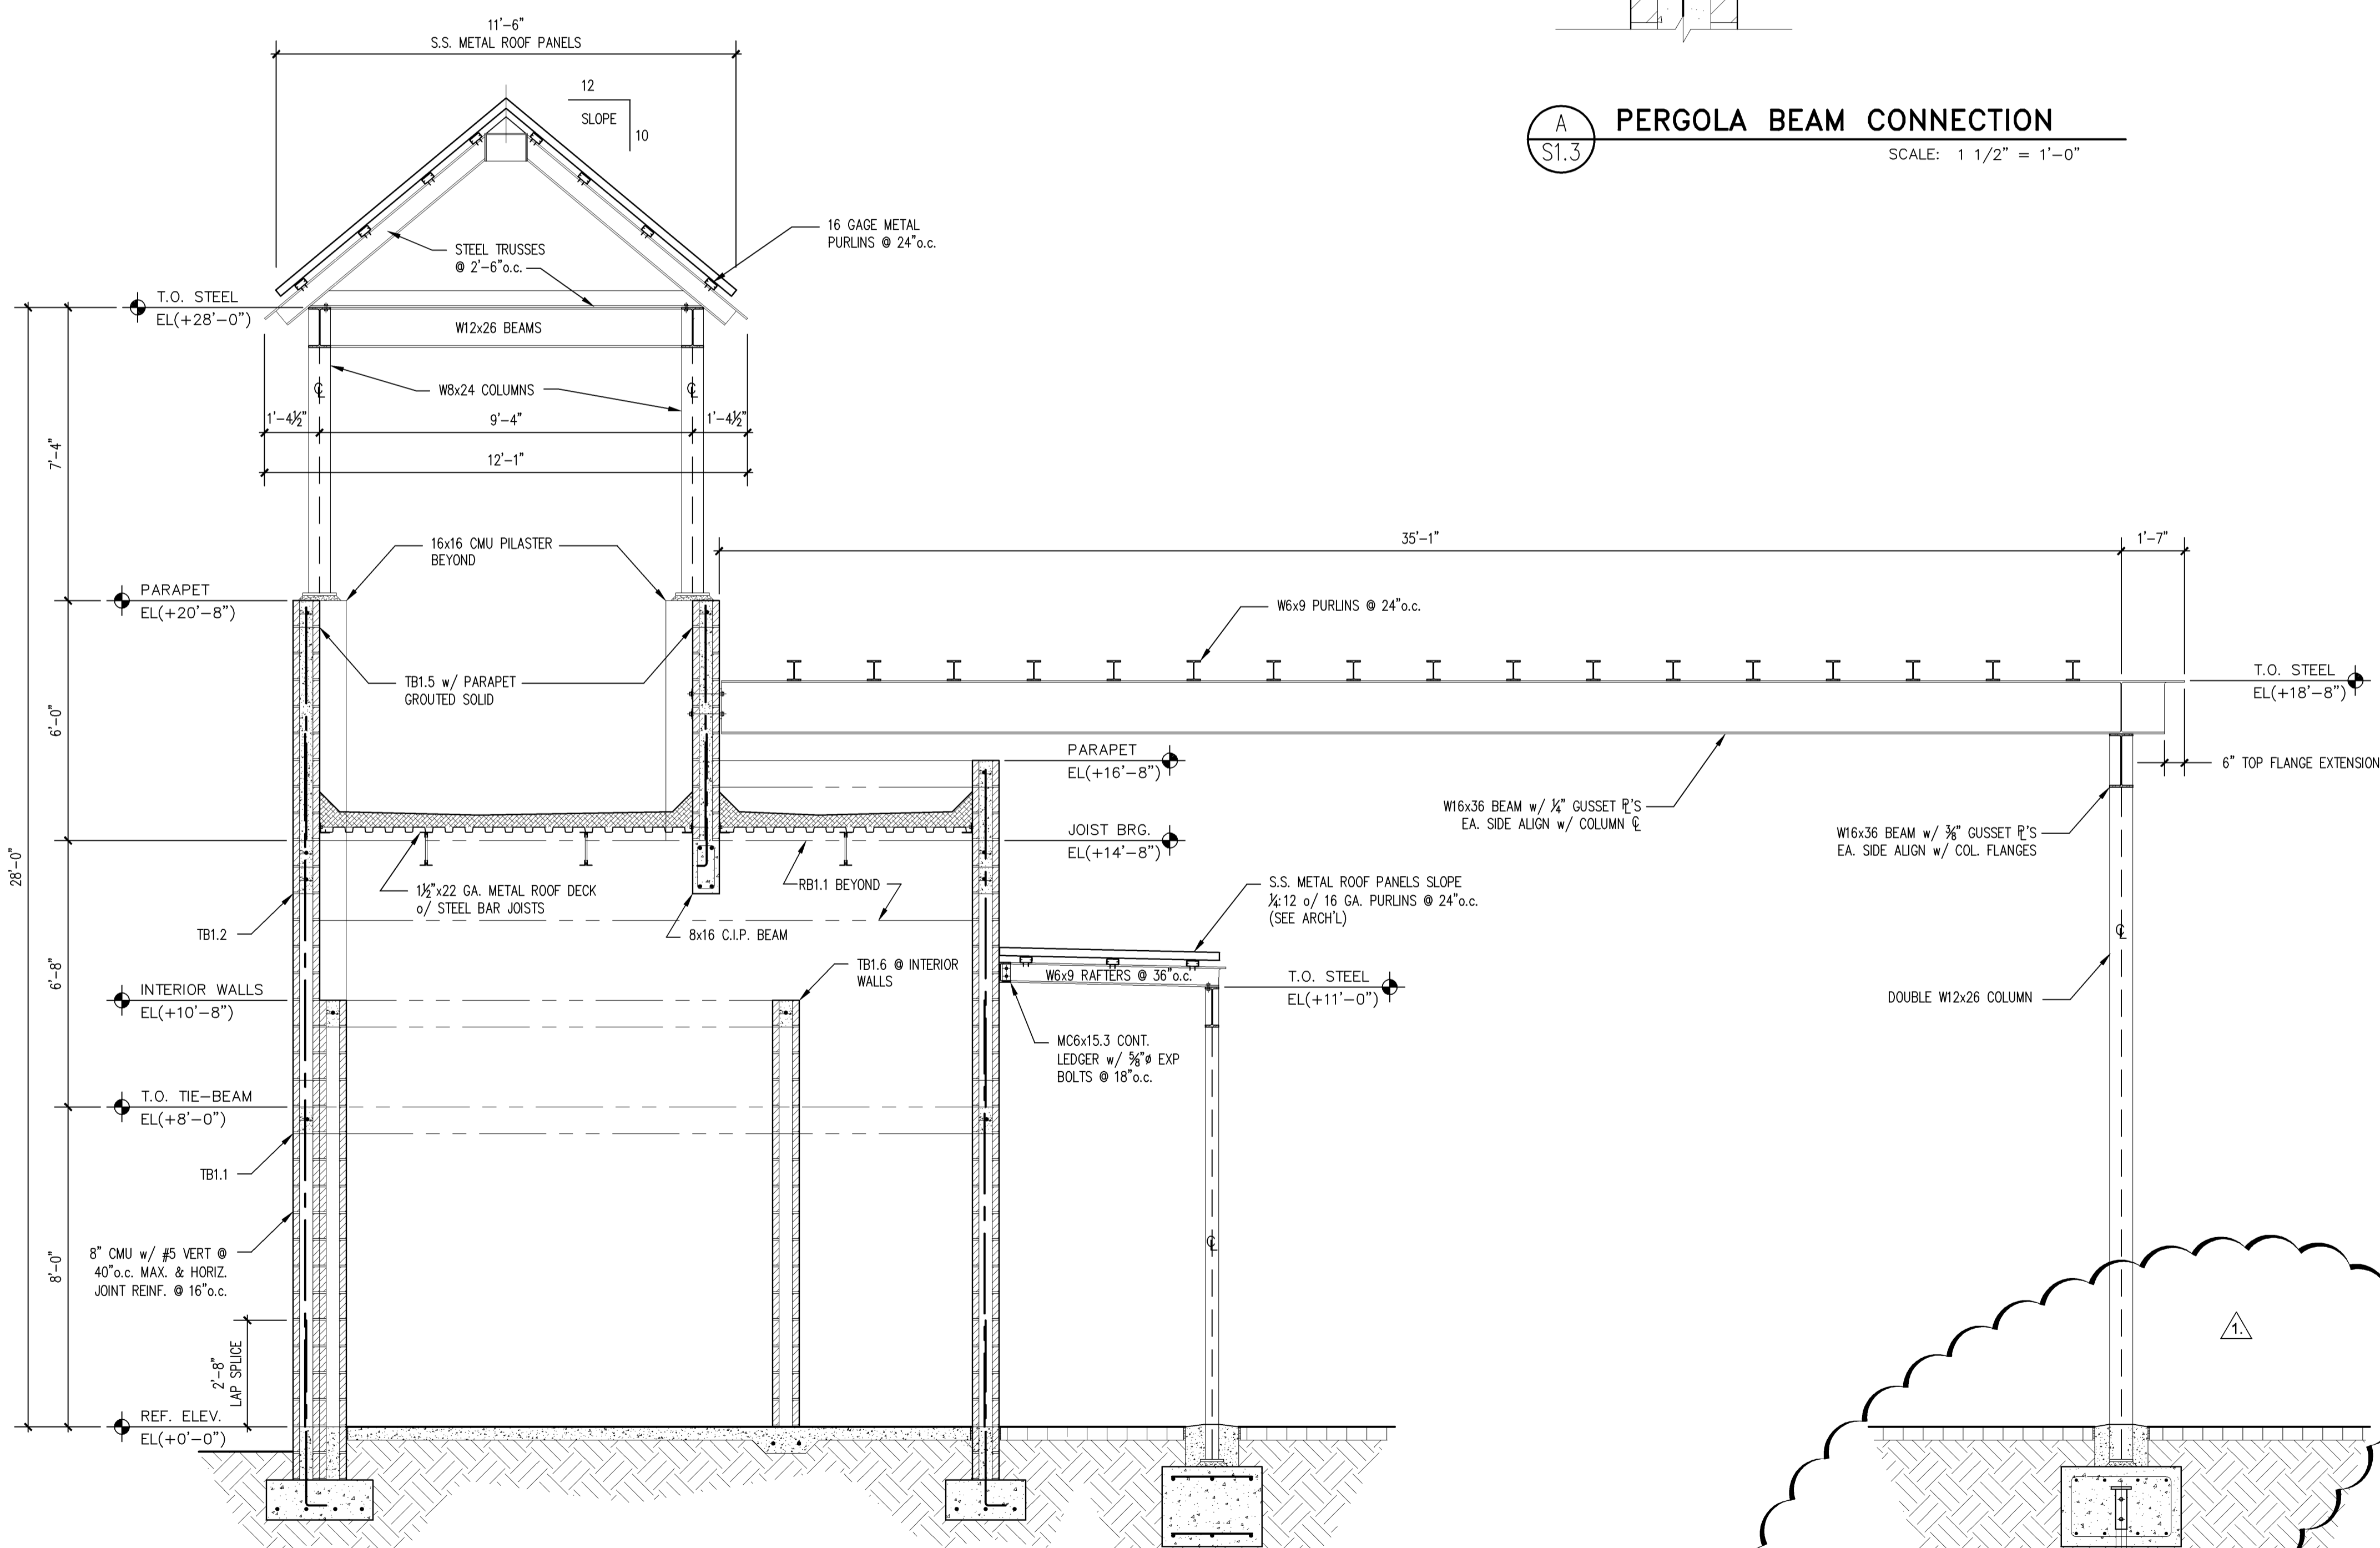 11'-6"
S.S. METAL ROOF PANELS
12
SLOPE
10
A
S1.3
PERGOLA BEAM CONNECTION
SCALE: 1 1/2" = 1'-0"
16 GAGE METAL
PURLINS @ 24"o.c.
STEEL TRUSSES
@ 2'-6"o.c.
T.O. STEEL
EL(+28'-0")
W12x26 BEAMS
W8x24 COLUMNS
℄
℄
1'-4½"
9'-4"
1'-4½"
12'-1"
7'-4"
16x16 CMU PILASTER
BEYOND
35'-1"
1'-7"
PARAPET
EL(+20'-8")
W6x9 PURLINS @ 24"o.c.
TB1.5 w/ PARAPET
GROUTED SOLID
T.O. STEEL
EL(+18'-8")
6'-0"
PARAPET
EL(+16'-8")
6" TOP FLANGE EXTENSION
W16x36 BEAM w/ ¼" GUSSET PL'S
EA. SIDE ALIGN w/ COLUMN ℄
W16x36 BEAM w/ ⅜" GUSSET PL'S
EA. SIDE ALIGN w/ COL. FLANGES
JOIST BRG.
EL(+14'-8")
28'-0"
1½"x22 GA. METAL ROOF DECK
o/ STEEL BAR JOISTS
RB1.1 BEYOND
S.S. METAL ROOF PANELS SLOPE
¼:12 o/ 16 GA. PURLINS @ 24"o.c.
(SEE ARCH'L)
TB1.2
8x16 C.I.P. BEAM
℄
6'-8"
TB1.6 @ INTERIOR
WALLS
W6x9 RAFTERS @ 36"o.c.
T.O. STEEL
EL(+11'-0")
INTERIOR WALLS
EL(+10'-8")
DOUBLE W12x26 COLUMN
MC6x15.3 CONT.
LEDGER w/ ⅝"ø EXP
BOLTS @ 18"o.c.
T.O. TIE-BEAM
EL(+8'-0")
TB1.1
8'-0"
8" CMU w/ #5 VERT @
40"o.c. MAX. & HORIZ.
JOINT REINF. @ 16"o.c.
℄
1.
2'-8"
LAP SPLICE
REF. ELEV.
EL(+0'-0")